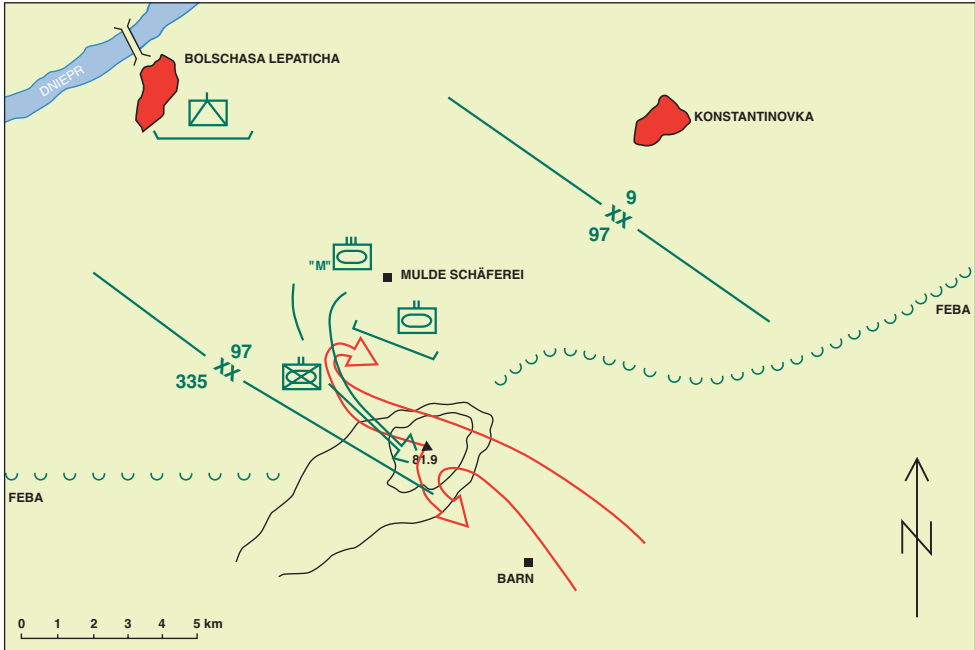 BOLSCHASA LEPATICHA
DNIEPR
KONSTANTINOVKA
9
XX
97
"M"
MULDE SCHÄFEREI
FEBA
97
XX
335
81.9
FEBA
BARN
N
0 1 2 3 4 5 km